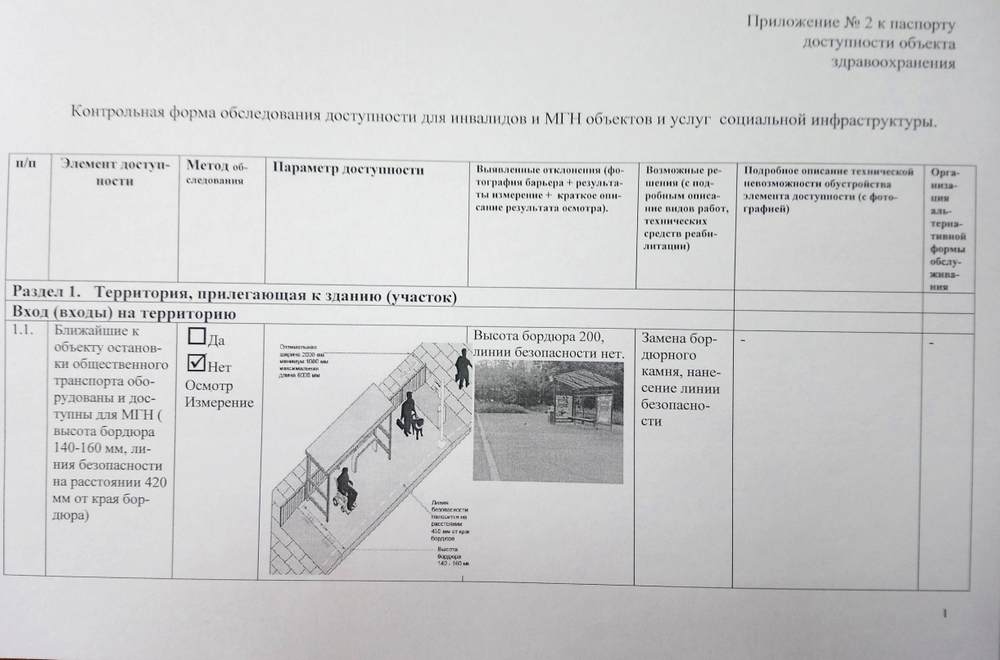 Приложение № 2 к паспорту
доступности объекта
здравоохранения
Контрольная форма обследования доступности для инвалидов и МГН объектов и услуг социальной инфраструктуры.
п/п
Элемент доступ-
ности
Метод об-
следования
Параметр доступности
Выявленные отклонения (фо-
тография барьера + результа-
ты измерение + краткое опи-
сание результата осмотра).
Возможные ре-
шения (с под-
робным описа-
ние видов работ,
технических
средств реаби-
литации)
Подробное описание технической
невозможности обустройства
элемента доступности (с фото-
графией)
Орга-
низа-
ция
аль-
терна-
тивной
формы
обслу-
жива-
ния
Раздел 1. Территория, прилегающая к зданию (участок)
Вход (входы) на территорию
1.1.
Ближайшие к
объекту останов-
ки общественного
транспорта обо-
рудованы и дос-
тупны для МГН (
высота бордюра
140-160 мм, ли-
ния безопасности
на расстоянии 420
мм от края бор-
дюра)
Да
Нет
Осмотр
Измерение
Оптимальная
ширина 2000 мм
минимум 1000 мм
максимальная
длина 6000 мм
Линия
безопасности
наносится на
расстоянии
450 мм от края
бордюра
Высота
бордюра
140 - 160 мм
Высота бордюра 200,
линии безопасности нет.
Замена бор-
дюрного
камня, нане-
сение линии
безопасно-
сти
-
-
1